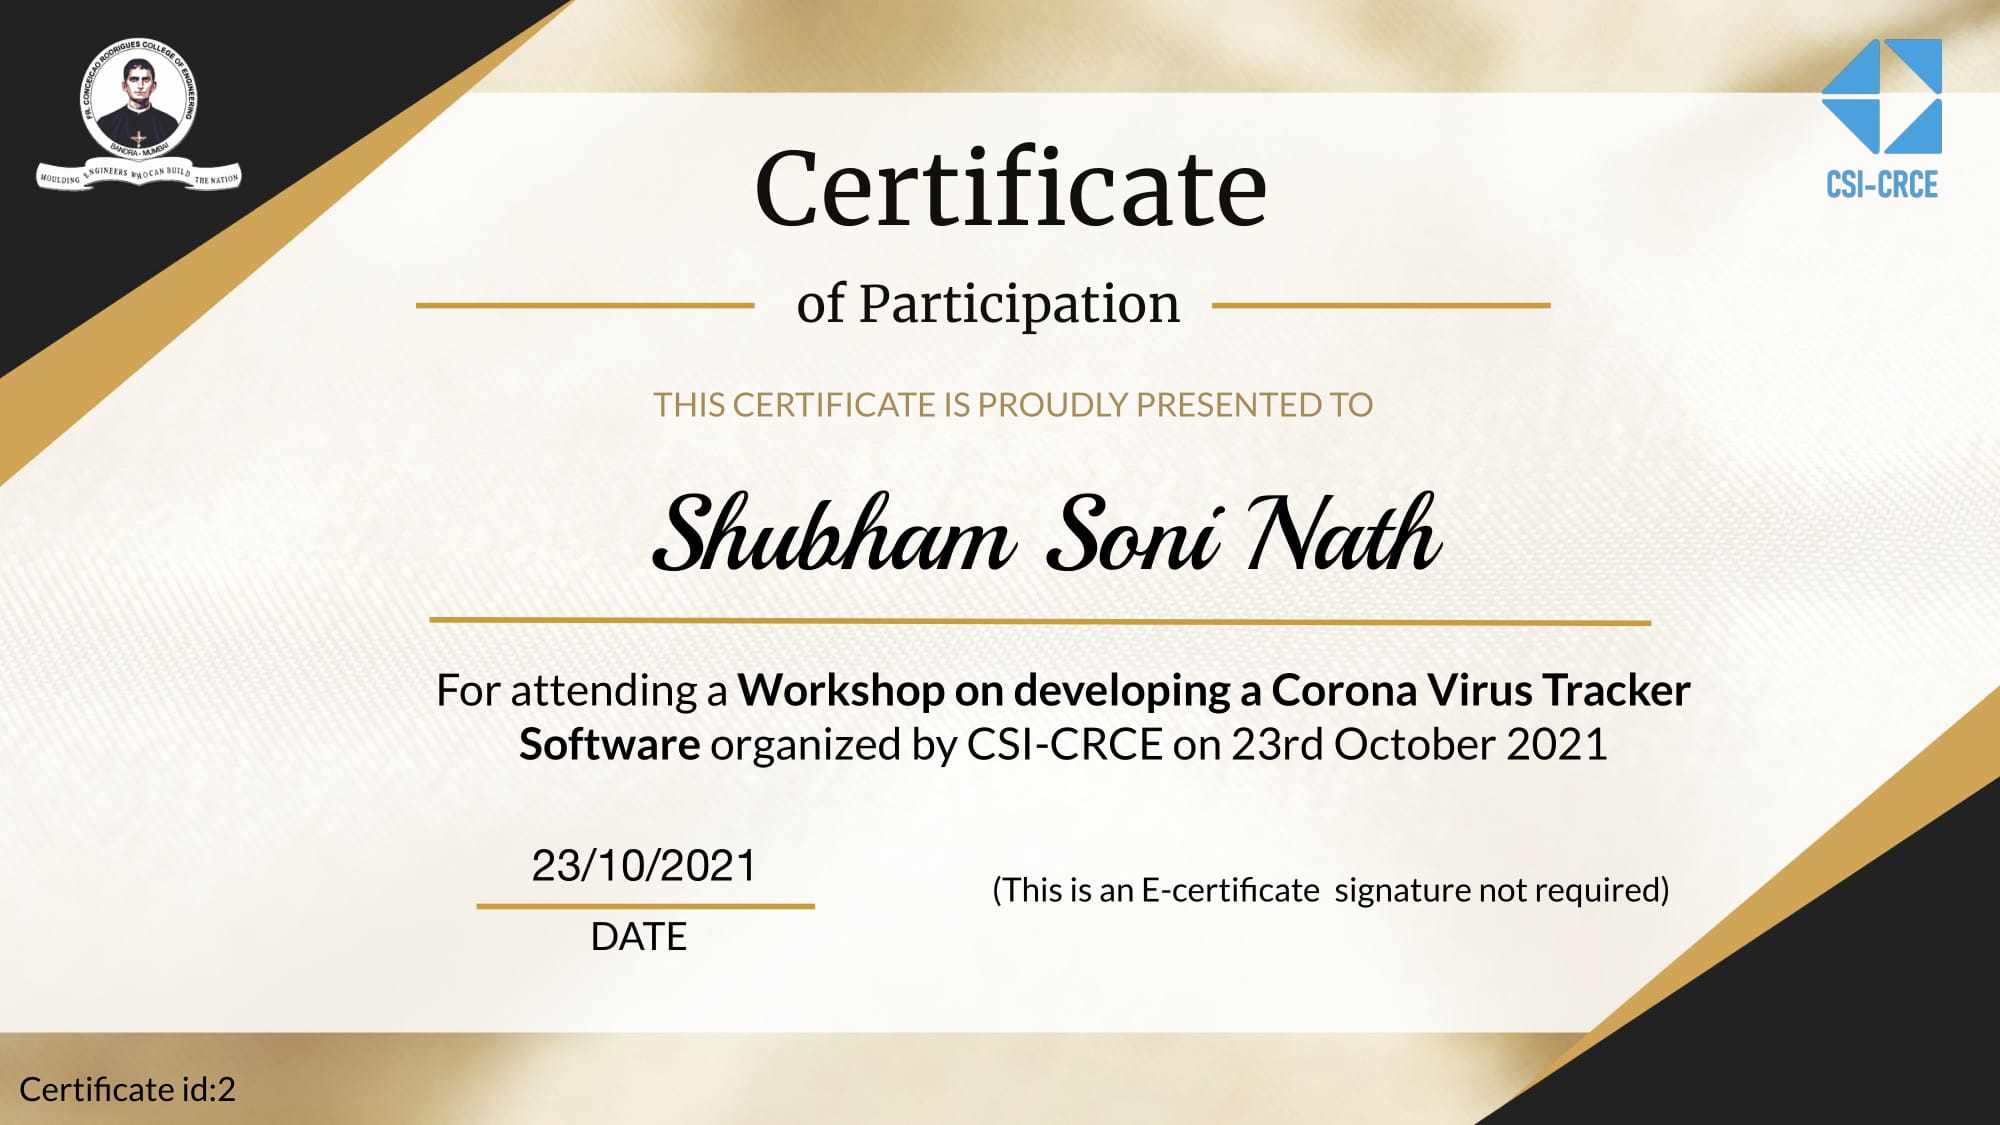 FR. CONCEICAO RODRIGUES COLLEGE OF ENGINEERING
BANDRA - MUMBAI
MOULDING ENGINEERS WHO CAN BUILD THE NATION
CSI-CRCE
Certificate
of Participation
THIS CERTIFICATE IS PROUDLY PRESENTED TO
Shubham Soni Nath
For attending a Workshop on developing a Corona Virus Tracker
Software organized by CSI-CRCE on 23rd October 2021
23/10/2021
DATE
(This is an E-certificate signature not required)
Certificate id:2